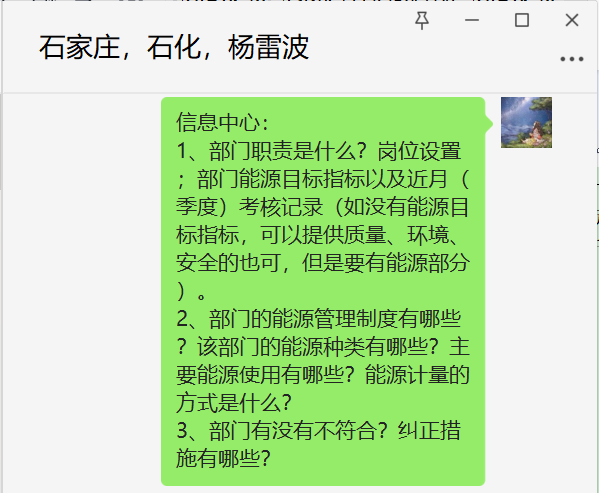 石家庄，石化，杨雷波
信息中心：
1、部门职责是什么？岗位设置
；部门能源目标指标以及近月（
季度）考核记录（如没有能源目
标指标，可以提供质量、环境、
安全的也可，但是要有能源部分
）。
2、部门的能源管理制度有哪些
？该部门的能源种类有哪些？主
要能源使用有哪些？能源计量的
方式是什么？
3、部门有没有不符合？纠正措
施有哪些？